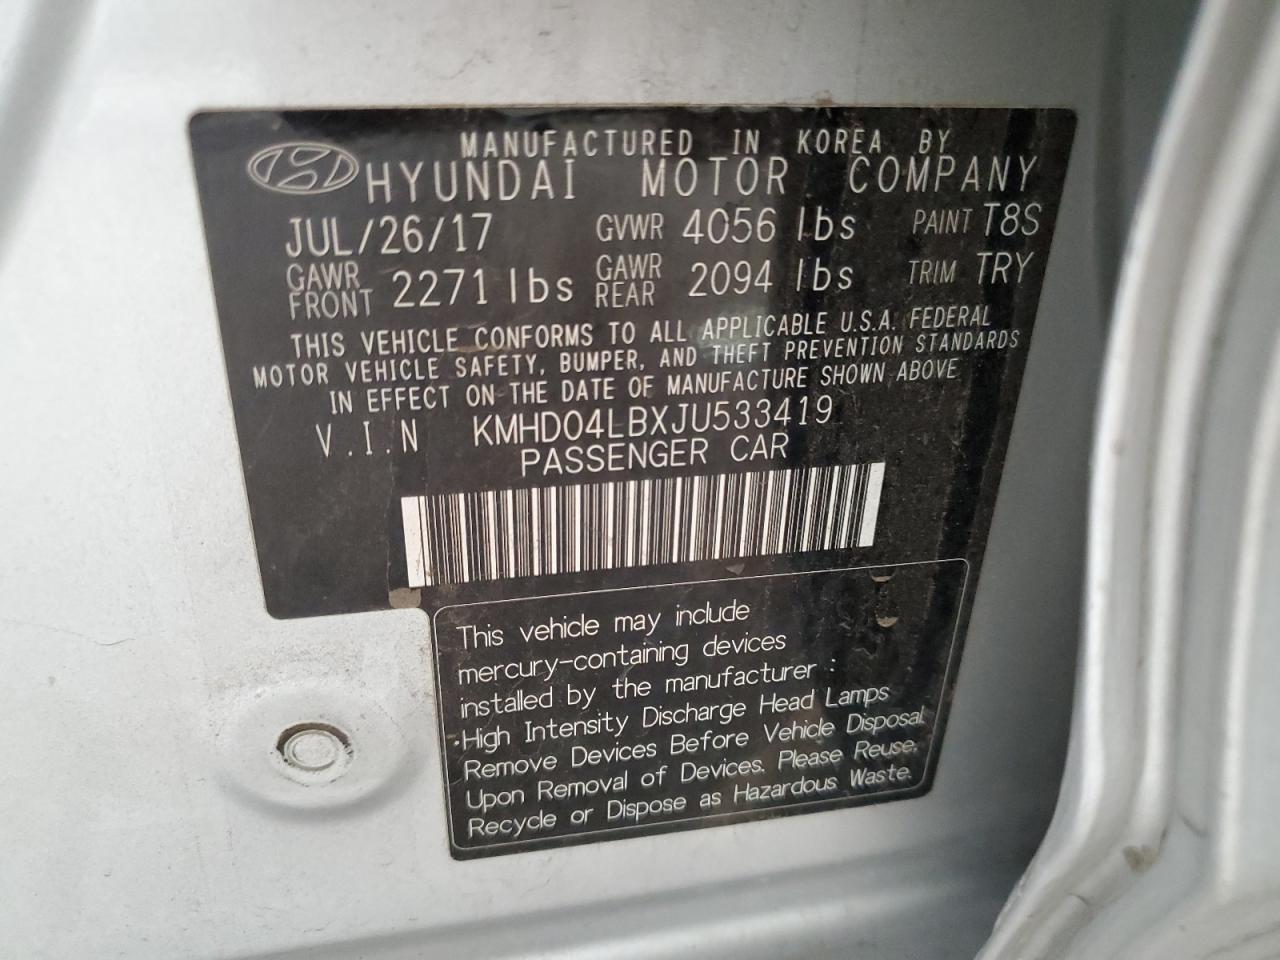 MANUFACTURED IN KOREA BY
HYUNDAI MOTOR COMPANY
JUL/26/17 GVWR 4056 lbs PAINT T8S
GAWR FRONT 2271 lbs GAWR REAR 2094 lbs TRIM TRY
THIS VEHICLE CONFORMS TO ALL APPLICABLE U.S.A. FEDERAL
MOTOR VEHICLE SAFETY, BUMPER, AND THEFT PREVENTION STANDARDS
IN EFFECT ON THE DATE OF MANUFACTURE SHOWN ABOVE
V.I.N KMHD04LBXJU533419
PASSENGER CAR
This vehicle may include
mercury-containing devices
installed by the manufacturer :
·High Intensity Discharge Head Lamps
Remove Devices Before Vehicle Disposal.
Upon Removal of Devices. Please Reuse,
Recycle or Dispose as Hazardous Waste.